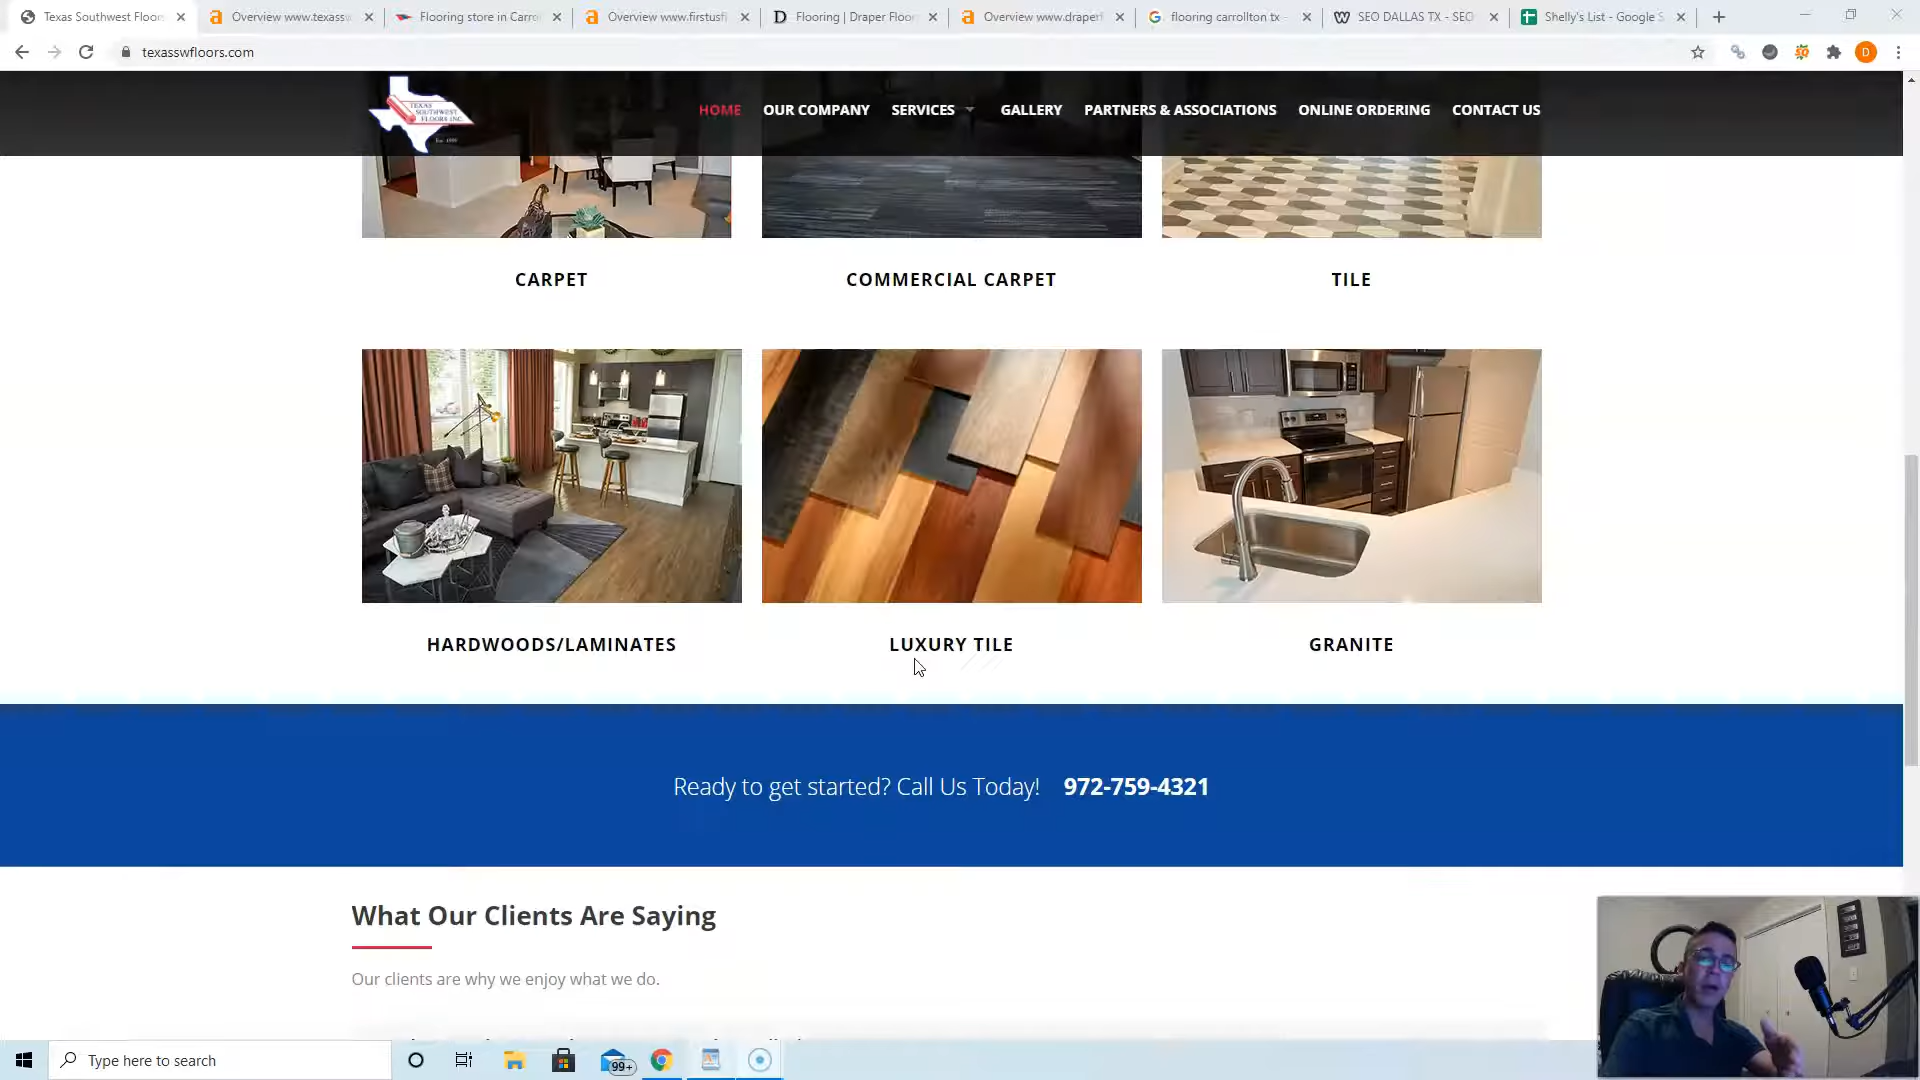 Texas Southwest Floor
Overview www.texassw
Flooring store in Carro
Overview www.firstusfl
Flooring | Draper Floor
Overview www.draperf
flooring carrollton tx -
SEO DALLAS TX - SEO
Shelly's List - Google S
texasswfloors.com
D
TEXAS
SOUTHWEST
FLOORS INC.
HOME
OUR COMPANY
SERVICES
GALLERY
PARTNERS & ASSOCIATIONS
ONLINE ORDERING
CONTACT US
CARPET
COMMERCIAL CARPET
TILE
HARDWOODS/LAMINATES
LUXURY TILE
GRANITE
Ready to get started? Call Us Today! 972-759-4321
What Our Clients Are Saying
Our clients are why we enjoy what we do.
Type here to search
99+